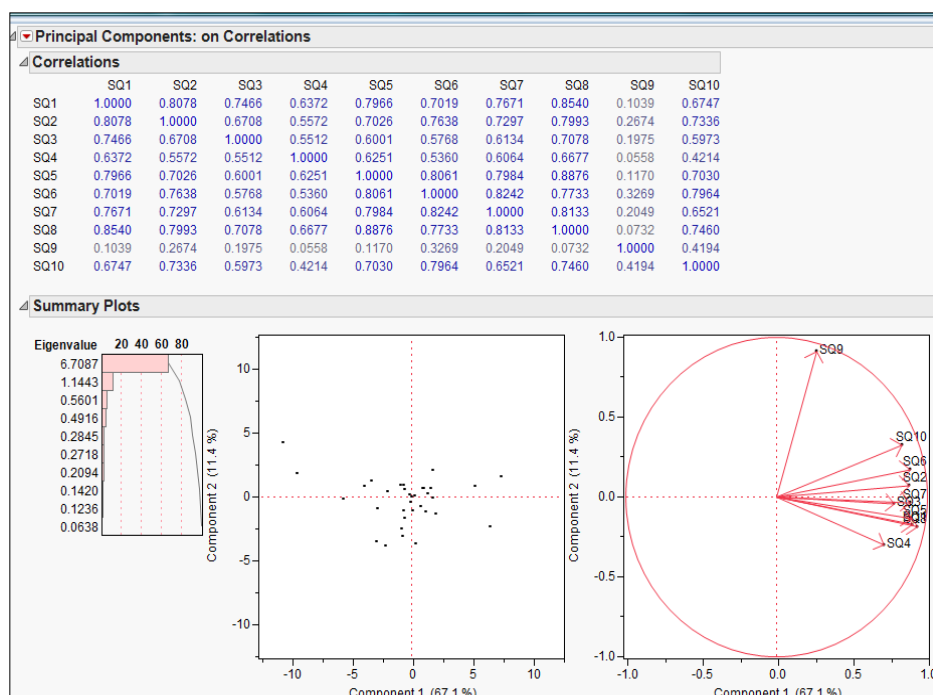 Principal Components: on Correlations
Correlations
SQ1 SQ2 SQ3 SQ4 SQ5 SQ6 SQ7 SQ8 SQ9 SQ10
SQ1 1.0000 0.8078 0.7466 0.6372 0.7966 0.7019 0.7671 0.8540 0.1039 0.6747
SQ2 0.8078 1.0000 0.6708 0.5572 0.7026 0.7638 0.7297 0.7993 0.2674 0.7336
SQ3 0.7466 0.6708 1.0000 0.5512 0.6001 0.5768 0.6134 0.7078 0.1975 0.5973
SQ4 0.6372 0.5572 0.5512 1.0000 0.6251 0.5360 0.6064 0.6677 0.0558 0.4214
SQ5 0.7966 0.7026 0.6001 0.6251 1.0000 0.8061 0.7984 0.8876 0.1170 0.7030
SQ6 0.7019 0.7638 0.5768 0.5360 0.8061 1.0000 0.8242 0.7733 0.3269 0.7964
SQ7 0.7671 0.7297 0.6134 0.6064 0.7984 0.8242 1.0000 0.8133 0.2049 0.6521
SQ8 0.8540 0.7993 0.7078 0.6677 0.8876 0.7733 0.8133 1.0000 0.0732 0.7460
SQ9 0.1039 0.2674 0.1975 0.0558 0.1170 0.3269 0.2049 0.0732 1.0000 0.4194
SQ10 0.6747 0.7336 0.5973 0.4214 0.7030 0.7964 0.6521 0.7460 0.4194 1.0000
Summary Plots
Eigenvalue 20 40 60 80
6.7087
1.1443
0.5601
0.4916
0.2845
0.2718
0.2094
0.1420
0.1236
0.0638
Component 2 (11.4 %)
10
5
0
-5
-10
-10 -5 0 5 10
Component 1 (67.1 %)
Component 2 (11.4 %)
1.0
0.5
0.0
-0.5
-1.0
SQ9
SQ10
SQ6
SQ2
SQ7
SQ3
SQ4
-1.0 -0.5 0.0 0.5 1.0
Component 1 (67.1 %)